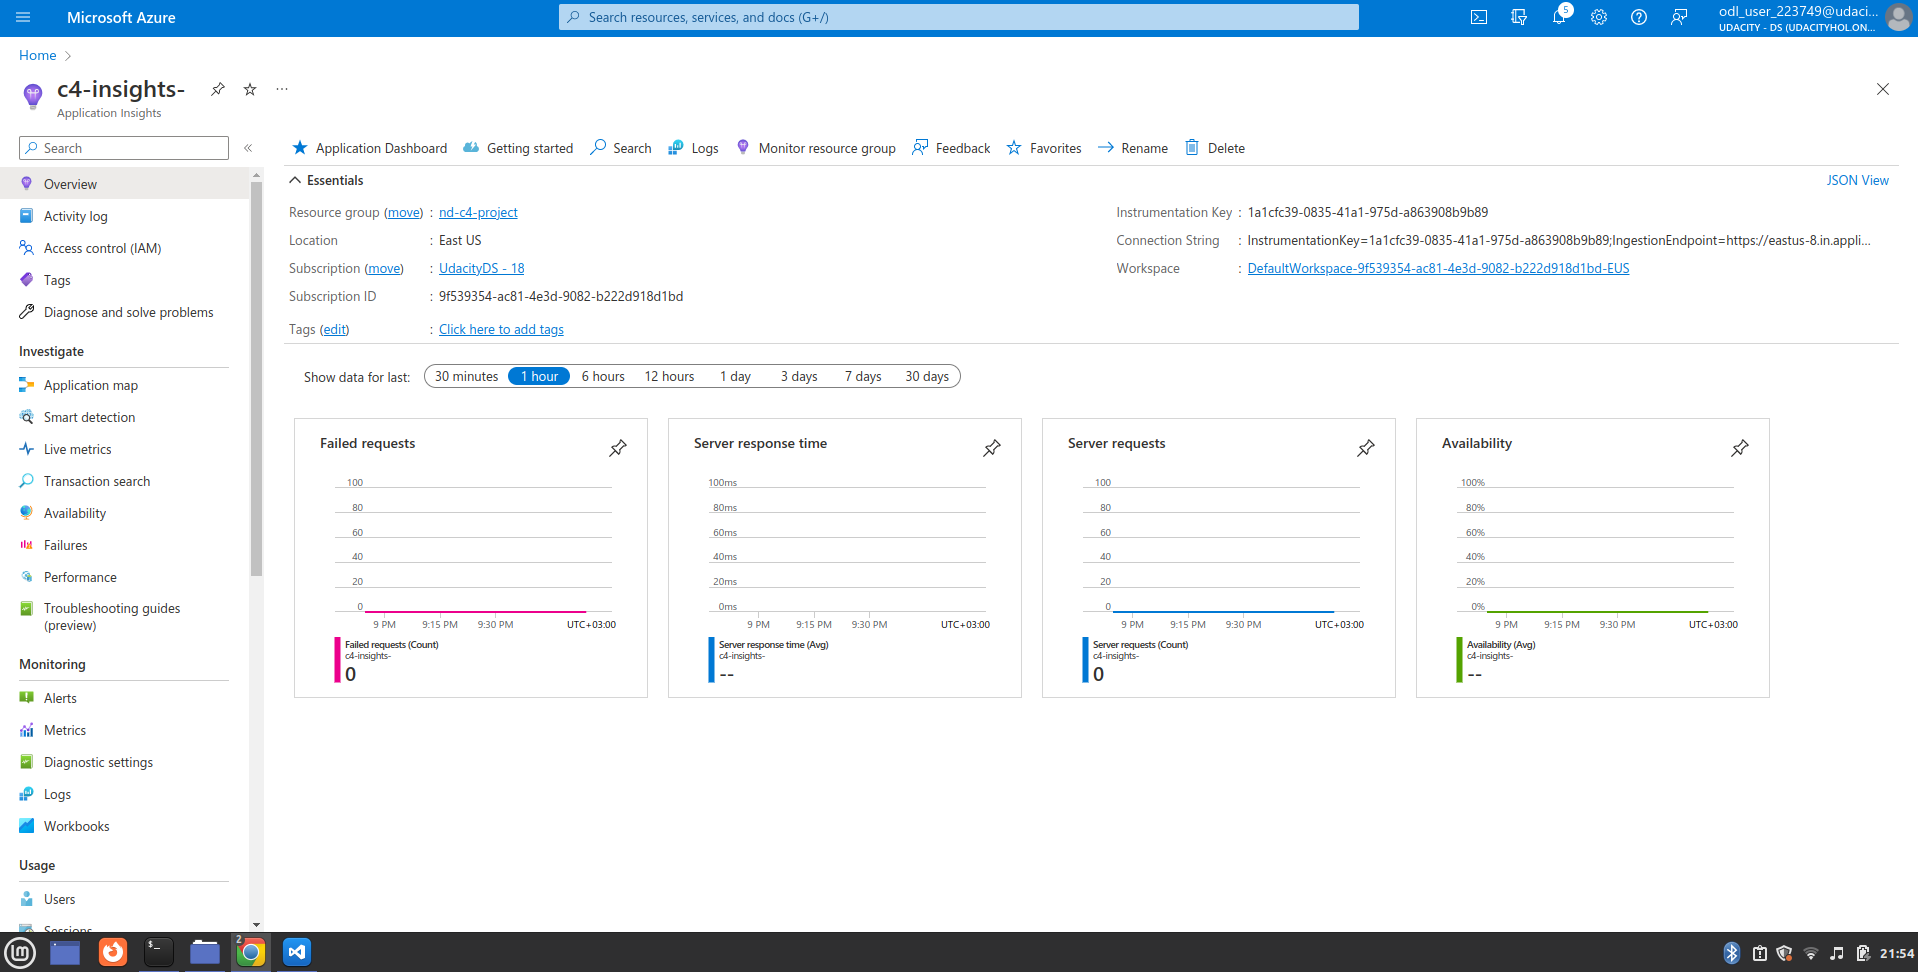 Microsoft Azure
Search resources, services, and docs (G+/)
5
odl_user_223749@udaci...
UDACITY - DS (UDACITYHOL.ON...
Home
c4-insights-
Application Insights
Search
Application Dashboard
Getting started
Search
Logs
Monitor resource group
Feedback
Favorites
Rename
Delete
Overview
Activity log
Access control (IAM)
Tags
Diagnose and solve problems
Investigate
Application map
Smart detection
Live metrics
Transaction search
Availability
Failures
Performance
Troubleshooting guides
(preview)
Monitoring
Alerts
Metrics
Diagnostic settings
Logs
Workbooks
Usage
Users
Sessions
Essentials
JSON View
Resource group (move) : nd-c4-project
Location : East US
Subscription (move) : UdacityDS - 18
Subscription ID : 9f539354-ac81-4e3d-9082-b222d918d1bd
Tags (edit) : Click here to add tags
Instrumentation Key : 1a1cfc39-0835-41a1-975d-a863908b9b89
Connection String : InstrumentationKey=1a1cfc39-0835-41a1-975d-a863908b9b89;IngestionEndpoint=https://eastus-8.in.appli...
Workspace : DefaultWorkspace-9f539354-ac81-4e3d-9082-b222d918d1bd-EUS
Show data for last: 30 minutes 1 hour 6 hours 12 hours 1 day 3 days 7 days 30 days
Failed requests
100
80
60
40
20
0
9 PM 9:15 PM 9:30 PM UTC+03:00
Failed requests (Count)
c4-insights-
0
Server response time
100ms
80ms
60ms
40ms
20ms
0ms
9 PM 9:15 PM 9:30 PM UTC+03:00
Server response time (Avg)
c4-insights-
--
Server requests
100
80
60
40
20
0
9 PM 9:15 PM 9:30 PM UTC+03:00
Server requests (Count)
c4-insights-
0
Availability
100%
80%
60%
40%
20%
0%
9 PM 9:15 PM 9:30 PM UTC+03:00
Availability (Avg)
c4-insights-
--
2
21:54